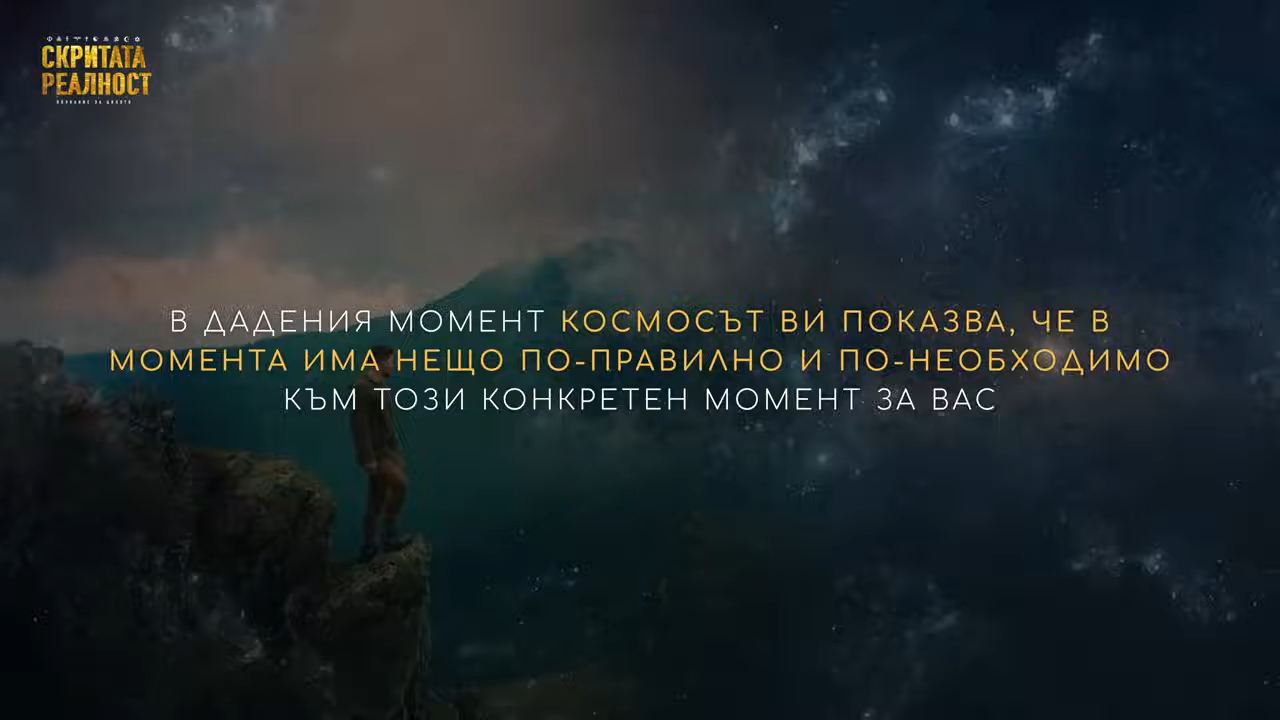 СКРИТАТА
РЕАЛНОСТ
В ДАДЕНИЯ МОМЕНТ КОСМОСЪТ ВИ ПОКАЗВА, ЧЕ В
МОМЕНТА ИМА НЕЩО ПО-ПРАВИЛНО И ПО-НЕОБХОДИМО
КЪМ ТОЗИ КОНКРЕТЕН МОМЕНТ ЗА ВАС